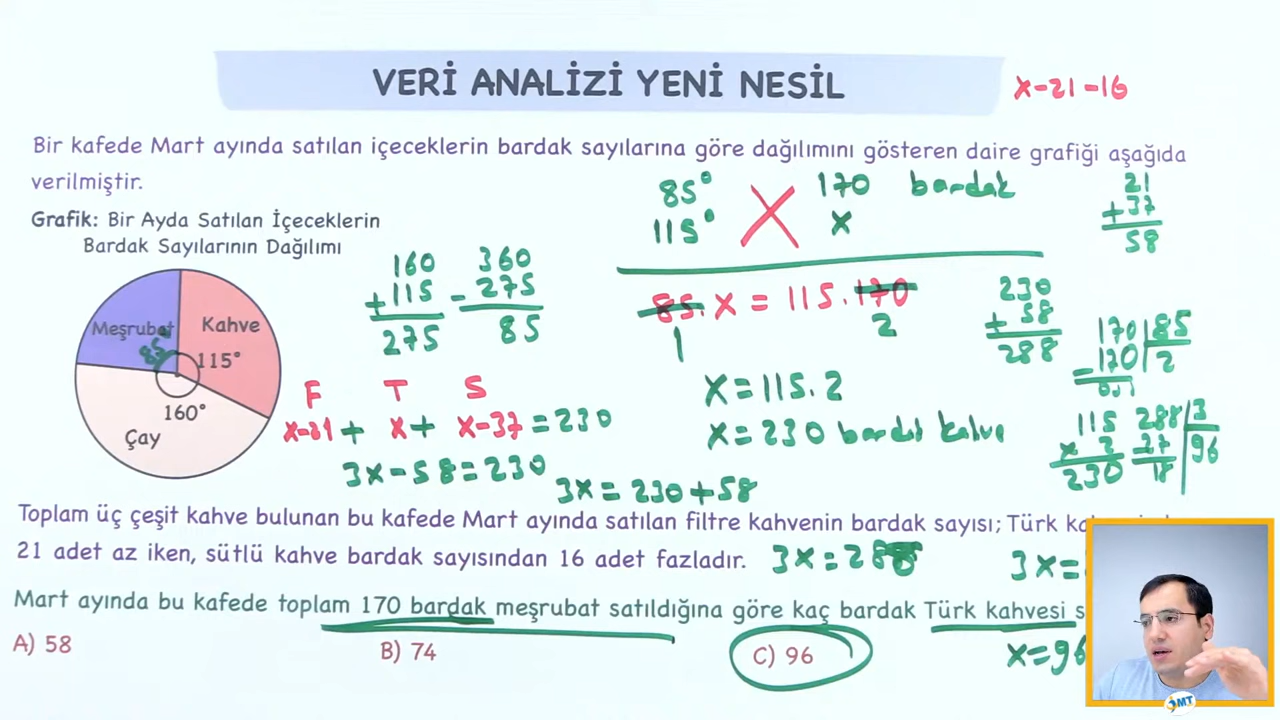 VERİ ANALİZİ YENİ NESİL
x-21-16
Bir kafede Mart ayında satılan içeceklerin bardak sayılarına göre dağılımını gösteren daire grafiği aşağıda
verilmiştir.
Grafik: Bir Ayda Satılan İçeceklerin
Bardak Sayılarının Dağılımı
Meşrubat
Kahve
115°
160°
Çay
160
+115
275
360
-275
85
85° 170 bardak
115° x
85.x = 115.170
1 2
x=115.2
x=230 bardak kahve
21
+37
58
230
+58
288
170 85
-170 2
115
x 2
230
288 3
-27 96
18
F T S
x-21+ x+ x-37=230
3x-58=230
3x=230+58
Toplam üç çeşit kahve bulunan bu kafede Mart ayında satılan filtre kahvenin bardak sayısı; Türk
21 adet az iken, sütlü kahve bardak sayısından 16 adet fazladır.
3x=288
3x=
Mart ayında bu kafede toplam 170 bardak meşrubat satıldığına göre kaç bardak Türk kahvesi
A) 58
B) 74
C) 96
x=96
MT